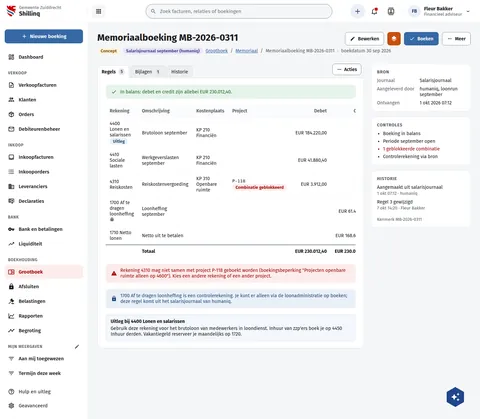 Gemeente Zuiddrecht
Shillinq
Zoek facturen, relaties of boekingen
FB
Fleur Bakker
Financieel adviseur
+ Nieuwe boeking
Dashboard
VERKOOP
Verkoopfacturen
Klanten
Orders
Debiteurenbeheer
INKOOP
Inkoopfacturen
Inkooporders
Leveranciers
Declaraties
BANK
Bank en betalingen
Liquiditeit
BOEKHOUDING
Grootboek
Afsluiten
Belastingen
Rapporten
Begroting
MIJN WEERGAVEN
Aan mij toegewezen
Termijn deze week
Hulp en uitleg
Geavanceerd
Memoriaalboeking MB-2026-0311
Bewerken
Boeken
Meer
Concept
Salarisjournaal september (humaniq)
Grootboek / Memoriaal / Memoriaalboeking MB-2026-0311 · boekdatum 30 sep 2026
Regels 5
Bijlagen 1
Historie
Acties
In balans: debet en credit zijn allebei EUR 230.012,40.
Rekening Omschrijving Kostenplaats Project Debet
4400 Lonen en salarissen
Uitleg
Brutoloon september
KP 210 Financiën
EUR 184.220,00
4410 Sociale lasten
Werkgeverslasten september
KP 210 Financiën
EUR 41.880,40
4310 Reiskosten
Reiskostenvergoeding
KP 210 Openbare ruimte
P-118
Combinatie geblokkeerd
EUR 3.912,00
1700 Af te dragen loonheffing
Loonheffing september
EUR 61.4
1710 Netto lonen
Netto uit te betalen
EUR 168.6
Totaal EUR 230.012,40 EUR 230.0
Rekening 4310 mag niet samen met project P-118 geboekt worden (boekingsbeperking "Projecten openbaar ruimte alleen op 4600"). Kies een andere rekening of een ander project.
1700 Af te dragen loonheffing is een controlerekening. Je kunt er alleen via de loonadministratie op boeken; deze regel komt uit het salarisjournaal van humaniq.
Uitleg bij 4400 Lonen en salarissen
Gebruik deze rekening voor het brutoloon van medewerkers in loondienst. Inhuur van zzp'ers boek je op 4450 Inhuur derden. Vakantiegeld reserveer je maandelijks op 1720.
BRON
Journaal Salarisjournaal
Aangeleverd door humaniq, loonrun september
Ontvangen 1 okt 2026 07:12
CONTROLES
Boeking in balans
Periode september open
1 geblokkeerde combinatie
Controlerekening via bron
HISTORIE
Aangemaakt uit salarisjournaal
1 okt 07:12 · humaniq
Regel 3 gewijzigd
7 okt 14:05 · Fleur Bakker
Kenmerk MB-2026-0311